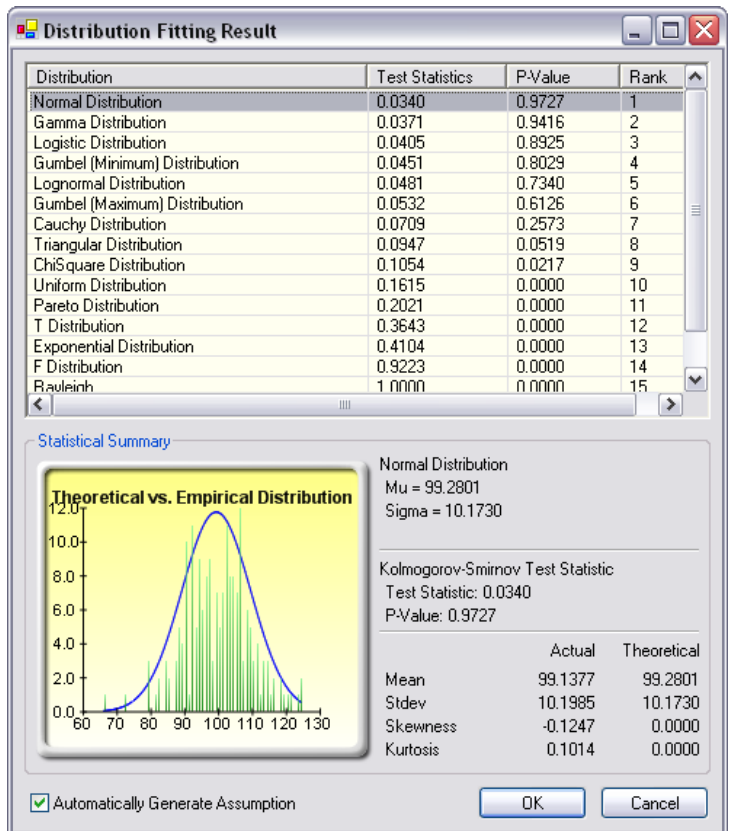 Distribution Fitting Result
Distribution Test Statistics P-Value Rank
Normal Distribution 0.0340 0.9727 1
Gamma Distribution 0.0371 0.9416 2
Logistic Distribution 0.0405 0.8925 3
Gumbel (Minimum) Distribution 0.0451 0.8029 4
Lognormal Distribution 0.0481 0.7340 5
Gumbel (Maximum) Distribution 0.0532 0.6126 6
Cauchy Distribution 0.0709 0.2573 7
Triangular Distribution 0.0947 0.0519 8
ChiSquare Distribution 0.1054 0.0217 9
Uniform Distribution 0.1615 0.0000 10
Pareto Distribution 0.2021 0.0000 11
T Distribution 0.3643 0.0000 12
Exponential Distribution 0.4104 0.0000 13
F Distribution 0.9223 0.0000 14
Rayleigh 1.0000 0.0000 15
Statistical Summary
Theoretical vs. Empirical Distribution
12.0
10.0
8.0
6.0
4.0
2.0
0.0
60 70 80 90 100 110 120 130
Normal Distribution
Mu = 99.2801
Sigma = 10.1730
Kolmogorov-Smirnov Test Statistic
Test Statistic: 0.0340
P-Value: 0.9727
Actual Theoretical
Mean 99.1377 99.2801
Stdev 10.1985 10.1730
Skewness -0.1247 0.0000
Kurtosis 0.1014 0.0000
Automatically Generate Assumption
OK Cancel